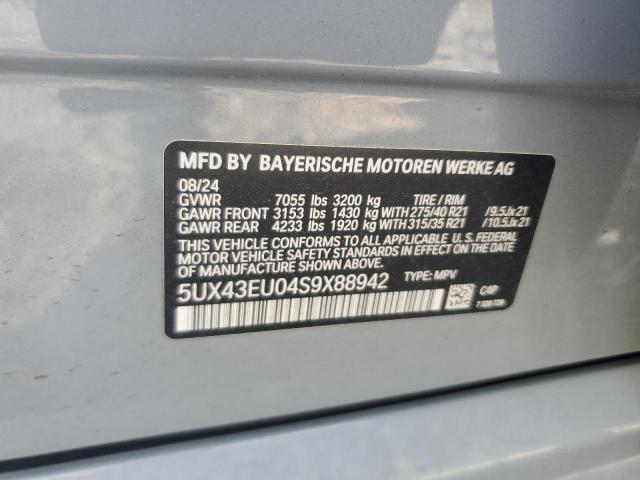 MFD BY BAYERISCHE MOTOREN WERKE AG
08/24
GVWR 7055 lbs 3200 kg TIRE / RIM
GAWR FRONT 3153 lbs 1430 kg WITH 275/40 R21 /9.5Jx21
GAWR REAR 4233 lbs 1920 kg WITH 315/35 R21 /10.5Jx21
THIS VEHICLE CONFORMS TO ALL APPLICABLE U.S. FEDERAL
MOTOR VEHICLE SAFETY STANDARDS IN EFFECT ON THE DATE OF
MANUFACTURE SHOWN ABOVE.
5UX43EU04S9X88942 TYPE: MPV
C4P